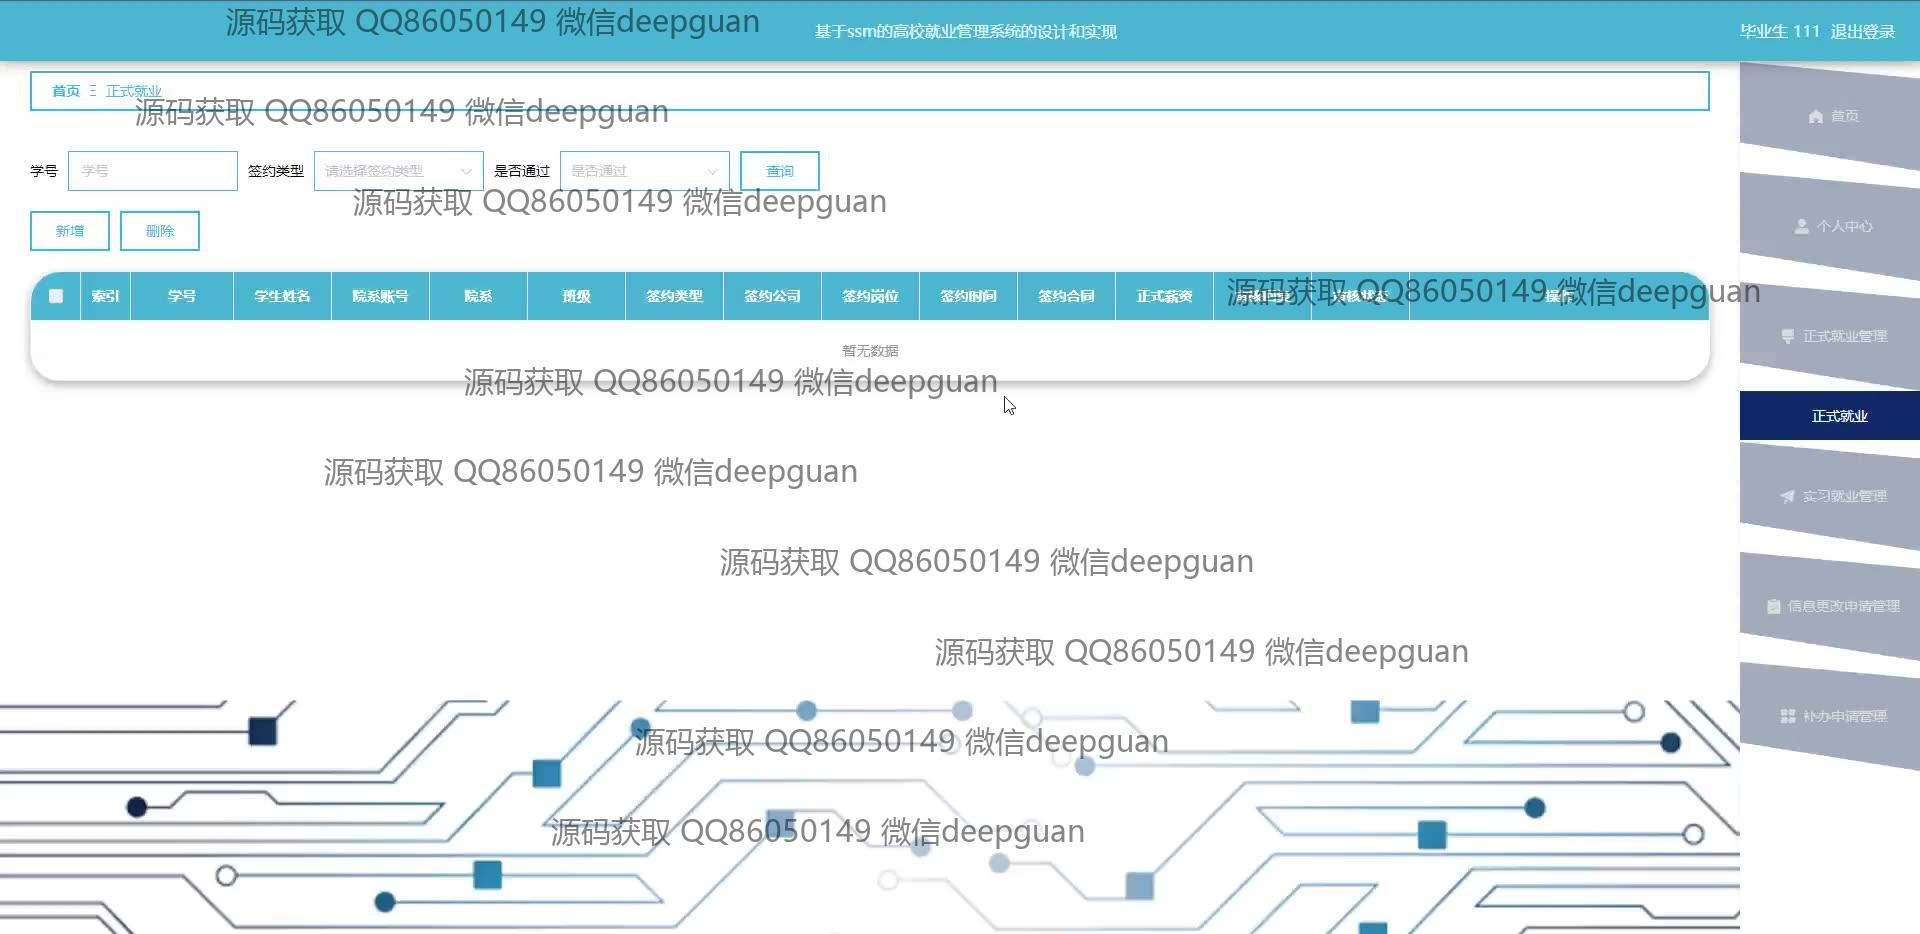 源码获取 QQ86050149 微信deepguan
基于ssm的高校就业管理系统的设计和实现
毕业生 111 退出登录
首页 正式就业
源码获取 QQ86050149 微信deepguan
首页
学号 学号 签约类型 请选择签约类型 是否通过 是否通过 查询
源码获取 QQ86050149 微信deepguan
新增 删除
个人中心
索引 学号 学生姓名 院系账号 院系 班级 签约类型 签约公司 签约岗位 签约时间 签约合同 正式薪资 审核状态 操作
源码获取 QQ86050149 微信deepguan
正式就业管理
暂无数据
源码获取 QQ86050149 微信deepguan
正式就业
源码获取 QQ86050149 微信deepguan
实习就业管理
源码获取 QQ86050149 微信deepguan
信息更改申请管理
源码获取 QQ86050149 微信deepguan
补办申请管理
源码获取 QQ86050149 微信deepguan
源码获取 QQ86050149 微信deepguan